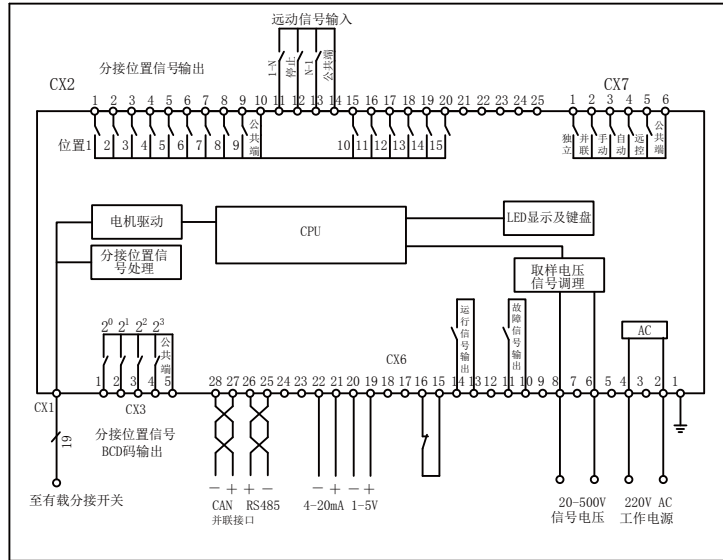 远动信号输入
CX2
分接位置信号输出
1-N
停止
N-1
公共端
CX7
1 2 3 4 5 6 7 8 9 10 11 12 13 14 15 16 17 18 19 20 21 22 23 24 25
1 2 3 4 5 6
位置1 2 3 4 5 6 7 8 9
公共端
10 11 12 13 14 15
独立
并联
手动
自动
远控
公共端
电机驱动
CPU
LED显示及键盘
分接位置信
号处理
取样电压
信号调理
2⁰ 2¹ 2² 2³
公共端
运行信号输出
故障信号输出
AC
CX6
1 2 3 4 5
28 27 26 25 24 23 22 21 20 19 18 17 16 15 14 13 12 11 10 9 8 7 6 5 4 3 2 1
CX1
CX3
19
分接位置信号
BCD码输出
至有载分接开关
− + − + − + − +
CAN RS485 4-20mA 1-5V
并联接口
20-500V
信号电压
220V AC
工作电源